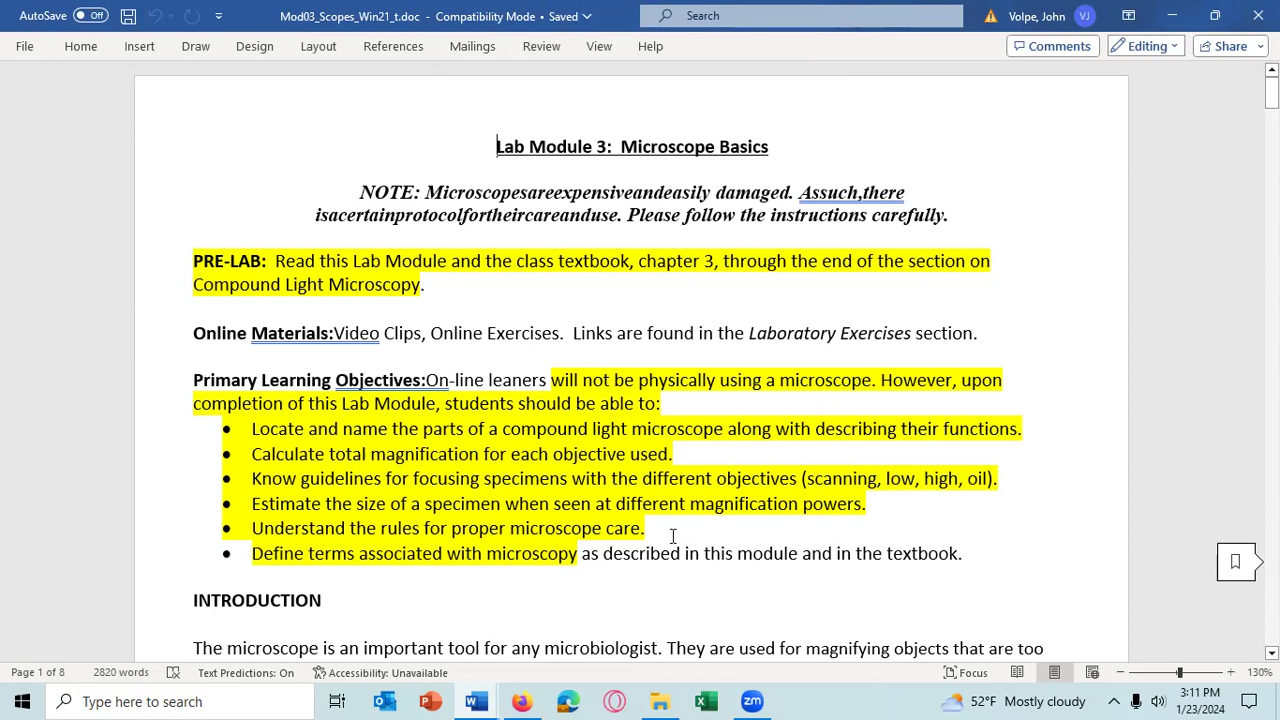 AutoSave Off Mod03_Scopes_Win21_t.doc - Compatibility Mode • Saved Search Volpe, John VJ
File Home Insert Draw Design Layout References Mailings Review View Help Comments Editing Share
Lab Module 3: Microscope Basics
NOTE: Microscopesareexpensiveandeasily damaged. Assuch,there
isacertainprotocolfortheircareanduse. Please follow the instructions carefully.
PRE-LAB: Read this Lab Module and the class textbook, chapter 3, through the end of the section on
Compound Light Microscopy.
Online Materials:Video Clips, Online Exercises. Links are found in the Laboratory Exercises section.
Primary Learning Objectives:On-line leaners will not be physically using a microscope. However, upon
completion of this Lab Module, students should be able to:
• Locate and name the parts of a compound light microscope along with describing their functions.
• Calculate total magnification for each objective used.
• Know guidelines for focusing specimens with the different objectives (scanning, low, high, oil).
• Estimate the size of a specimen when seen at different magnification powers.
• Understand the rules for proper microscope care.
• Define terms associated with microscopy as described in this module and in the textbook.
INTRODUCTION
The microscope is an important tool for any microbiologist. They are used for magnifying objects that are too
Page 1 of 8 2820 words Text Predictions: On Accessibility: Unavailable Focus 130%
Type here to search 52°F Mostly cloudy 3:11 PM
1/23/2024